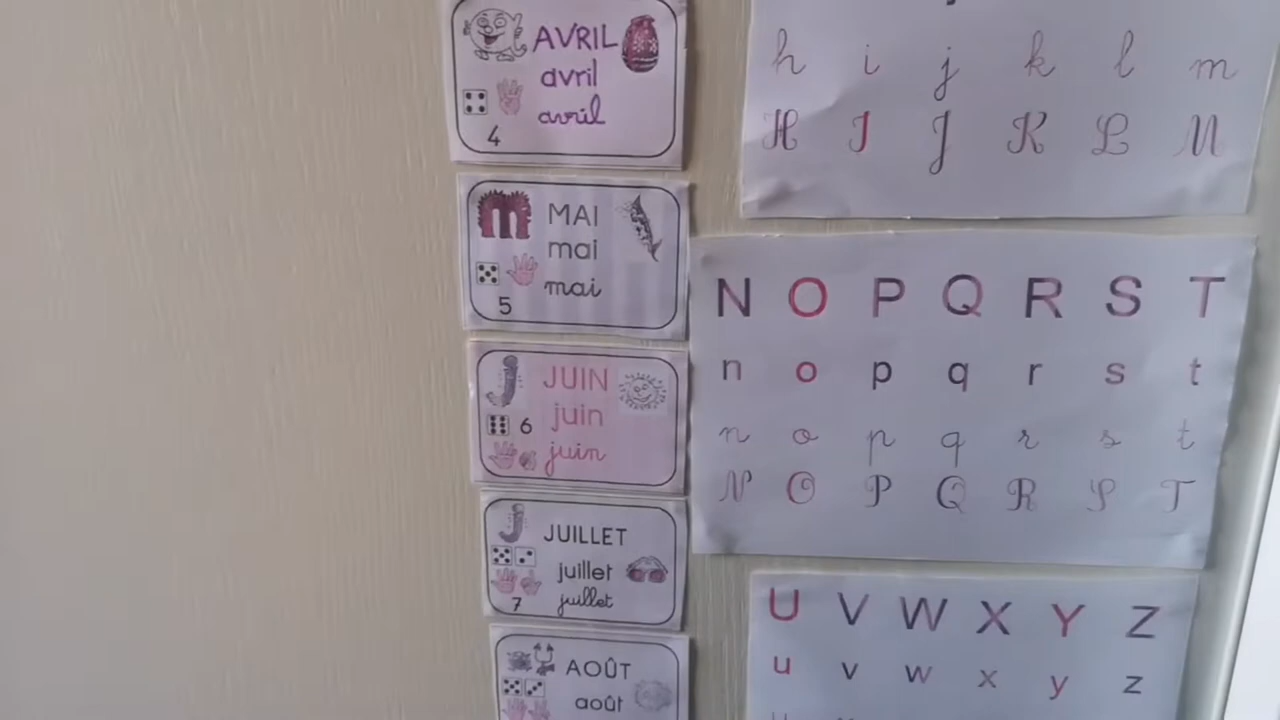 AVRIL
avril
avril
4
MAI
mai
mai
5
JUIN
juin
6
juin
JUILLET
juillet
juillet
7
AOÛT
août
h i j k l m
H I J K L M
N O P Q R S T
n o p q r s t
n o p q r s t
N O P Q R S T
U V W X Y Z
u v w x y z